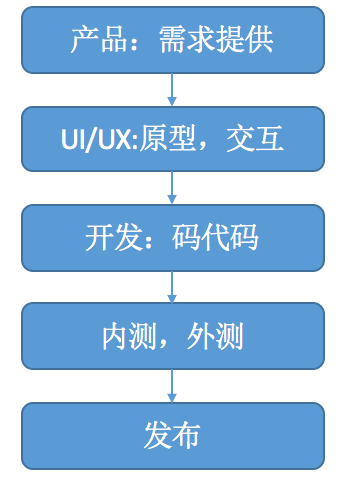 产品：需求提供
UI/UX:原型，交互
开发：码代码
内测，外测
发布